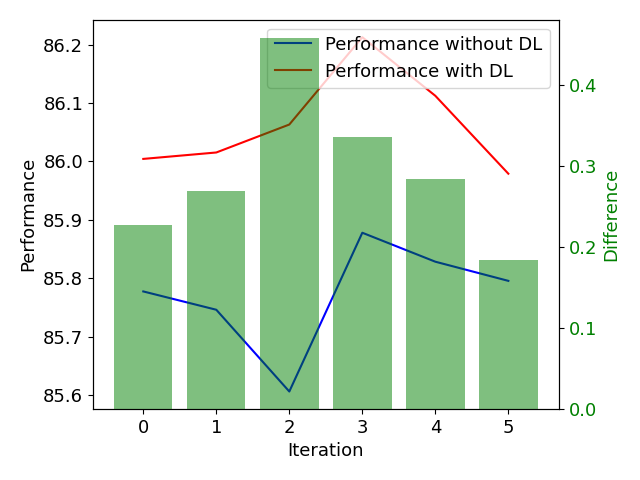 Performance without DL
Performance with DL
86.2
86.1
86.0
85.9
85.8
85.7
85.6
Performance
0.4
0.3
0.2
0.1
0.0
Difference
0 1 2 3 4 5
Iteration